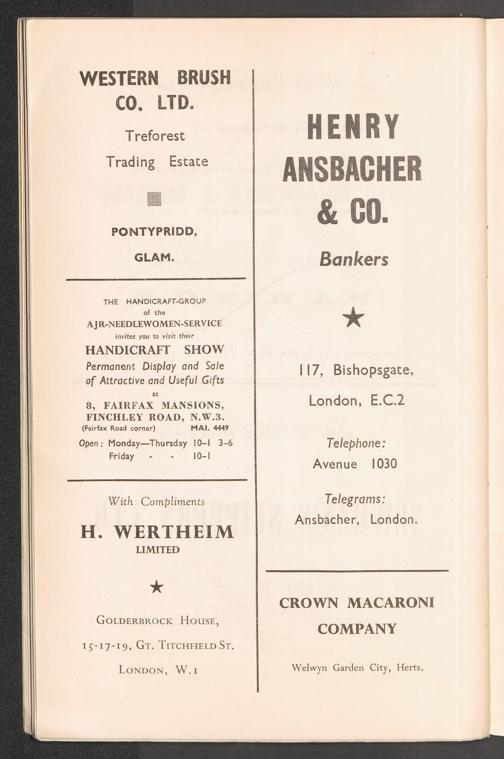 WESTERN BRUSH
CO. LTD.
Treforest
Trading Estate
PONTYPRIDD,
GLAM.
THE HANDICRAFT-GROUP
of the
AJR-NEEDLEWOMEN-SERVICE
invites you to visit their
HANDICRAFT SHOW
Permanent Display and Sale
of Attractive and Useful Gifts
at
8, FAIRFAX MANSIONS,
FINCHLEY ROAD, N.W.3.
(Fairfax Road corner) MAI. 4449
Open: Monday—Thursday 10-1 3-6
Friday - - 10-1
With Compliments
H. WERTHEIM
LIMITED
GOLDERBROCK HOUSE,
15-17-19, GT. TITCHFIELD ST.
LONDON, W.1
HENRY
ANSBACHER
& CO.
Bankers
117, Bishopsgate,
London, E.C.2
Telephone:
Avenue 1030
Telegrams:
Ansbacher, London.
CROWN MACARONI
COMPANY
Welwyn Garden City, Herts.